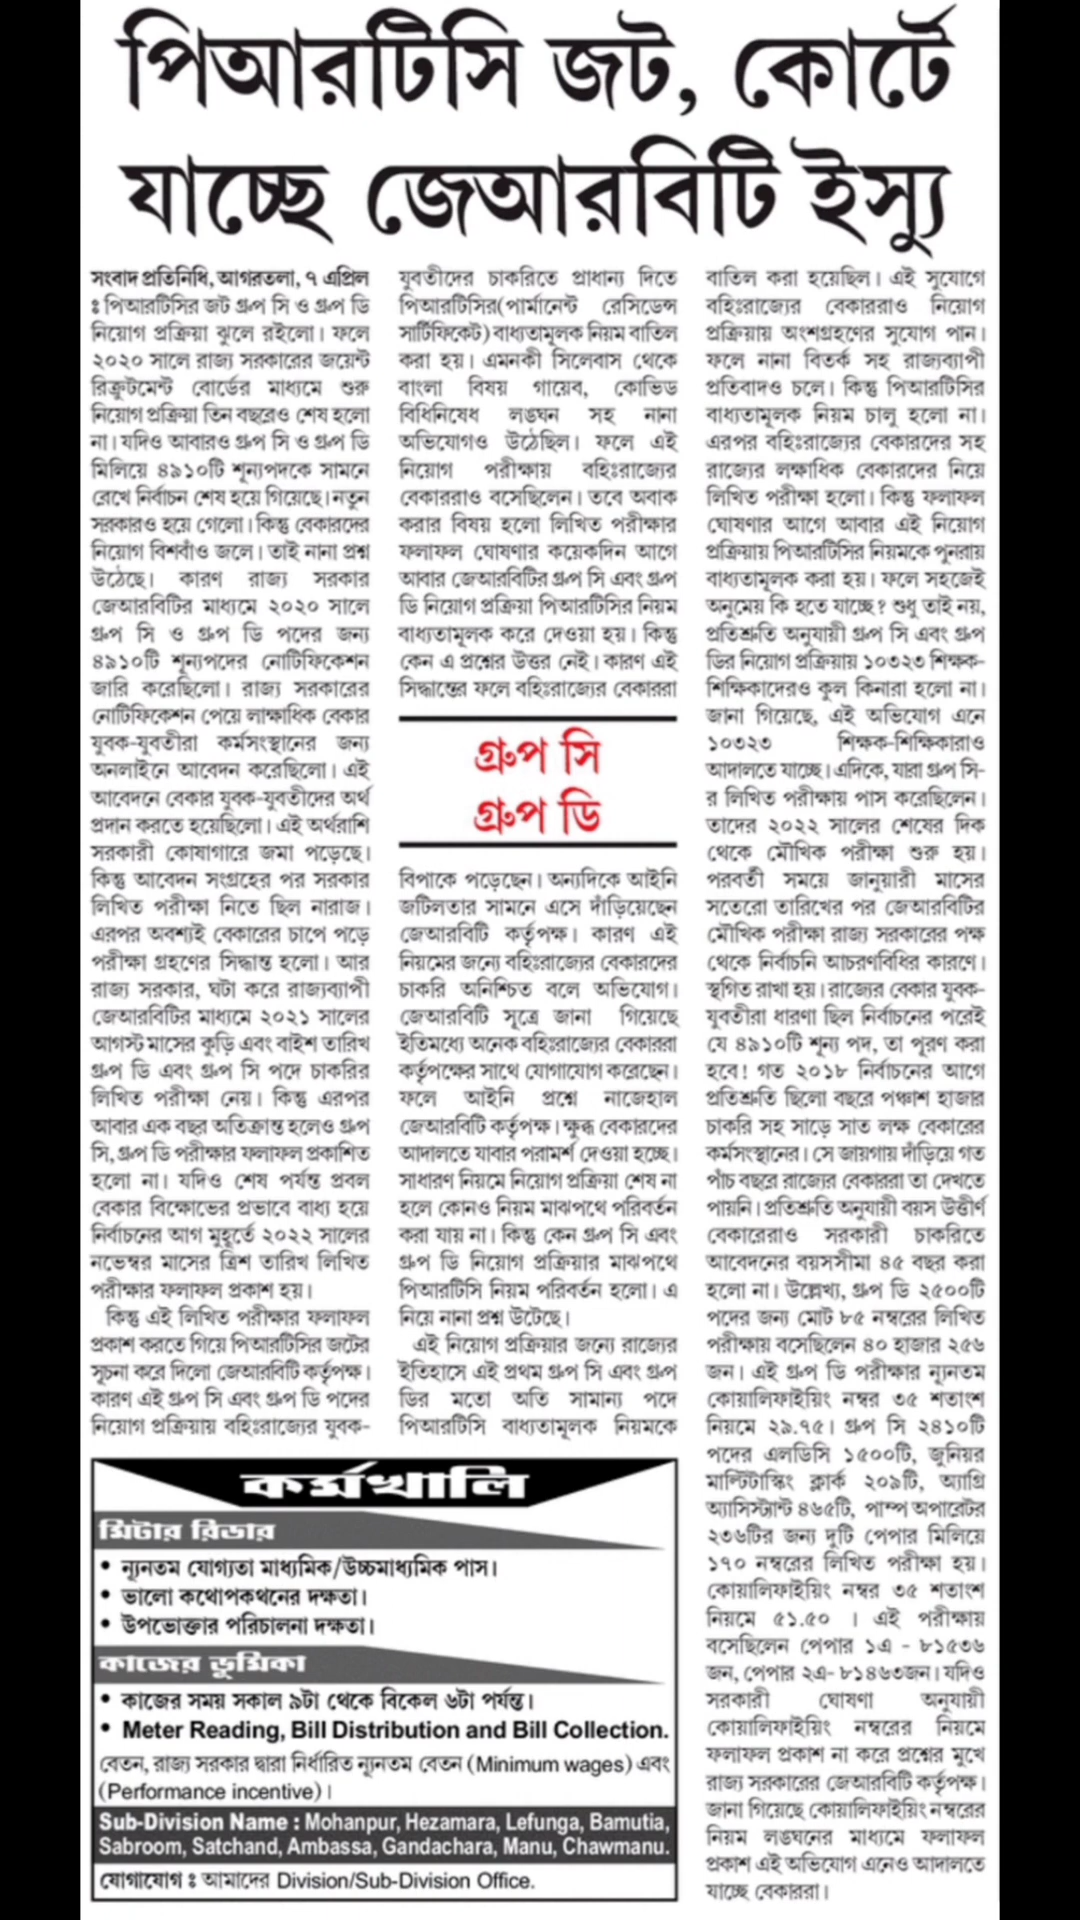 পিআরটিসি জট, কোর্টে
যাচ্ছে জেআরবিটি ইস্যু
সংবাদ প্রতিনিধি, আগরতলা, ৭ এপ্রিল
ঃ পিআরটিসির জট গ্রুপ সি ও গ্রুপ ডি
নিয়োগ প্রক্রিয়া ঝুলে রইলো। ফলে
২০২০ সালে রাজ্য সরকারের জয়েন্ট
রিক্রুটমেন্ট বোর্ডের মাধ্যমে শুরু
নিয়োগ প্রক্রিয়া তিন বছরেও শেষ হলো
না। যদিও আবারও গ্রুপ সি ও গ্রুপ ডি
মিলিয়ে ৪৯১০টি শূন্যপদকে সামনে
রেখে নির্বাচন শেষ হয়ে গিয়েছে। নতুন
সরকারও হয়ে গেলো। কিন্তু বেকারদের
নিয়োগ বিশবাঁও জলে। তাই নানা প্রশ্ন
উঠেছে। কারণ রাজ্য সরকার
জেআরবিটির মাধ্যমে ২০২০ সালে
গ্রুপ সি ও গ্রুপ ডি পদের জন্য
৪৯১০টি শূন্যপদের নোটিফিকেশন
জারি করেছিলো। রাজ্য সরকারের
নোটিফিকেশন পেয়ে লাক্ষাধিক বেকার
যুবক-যুবতীরা কর্মসংস্থানের জন্য
অনলাইনে আবেদন করেছিলো। এই
আবেদনে বেকার যুবক-যুবতীদের অর্থ
প্রদান করতে হয়েছিলো। এই অর্থরাশি
সরকারী কোষাগারে জমা পড়েছে।
কিন্তু আবেদন সংগ্রহের পর সরকার
লিখিত পরীক্ষা নিতে ছিল নারাজ।
এরপর অবশ্যই বেকারের চাপে পড়ে
পরীক্ষা গ্রহণের সিদ্ধান্ত হলো। আর
রাজ্য সরকার, ঘটা করে রাজ্যব্যাপী
জেআরবিটির মাধ্যমে ২০২১ সালের
আগস্ট মাসের কুড়ি এবং বাইশ তারিখ
গ্রুপ ডি এবং গ্রুপ সি পদে চাকরির
লিখিত পরীক্ষা নেয়। কিন্তু এরপর
আবার এক বছর অতিক্রান্ত হলেও গ্রুপ
সি, গ্রুপ ডি পরীক্ষার ফলাফল প্রকাশিত
হলো না। যদিও শেষ পর্যন্ত প্রবল
বেকার বিক্ষোভের প্রভাবে বাধ্য হয়ে
নির্বাচনের আগ মুহূর্তে ২০২২ সালের
নভেম্বর মাসের ত্রিশ তারিখ লিখিত
পরীক্ষার ফলাফল প্রকাশ হয়।
কিন্তু এই লিখিত পরীক্ষার ফলাফল
প্রকাশ করতে গিয়ে পিআরটিসির জটের
সূচনা করে দিলো জেআরবিটি কর্তৃপক্ষ।
কারণ এই গ্রুপ সি এবং গ্রুপ ডি পদের
নিয়োগ প্রক্রিয়ায় বহিঃরাজ্যের যুবক-
যুবতীদের চাকরিতে প্রাধান্য দিতে
পিআরটিসির(পার্মানেন্ট রেসিডেন্স
সার্টিফিকেট) বাধ্যতামূলক নিয়ম বাতিল
করা হয়। এমনকী সিলেবাস থেকে
বাংলা বিষয় গায়েব, কোভিড
বিধিনিষেধ লঙঘন সহ নানা
অভিযোগও উঠেছিল। ফলে এই
নিয়োগ পরীক্ষায় বহিঃরাজ্যের
বেকাররাও বসেছিলেন। তবে অবাক
করার বিষয় হলো লিখিত পরীক্ষার
ফলাফল ঘোষণার কয়েকদিন আগে
আবার জেআরবিটির গ্রুপ সি এবং গ্রুপ
ডি নিয়োগ প্রক্রিয়া পিআরটিসির নিয়ম
বাধ্যতামূলক করে দেওয়া হয়। কিন্তু
কেন এ প্রশ্নের উত্তর নেই। কারণ এই
সিদ্ধান্তের ফলে বহিঃরাজ্যের বেকাররা
গ্রুপ সি
গ্রুপ ডি
বিপাকে পড়েছেন। অন্যদিকে আইনি
জটিলতার সামনে এসে দাঁড়িয়েছেন
জেআরবিটি কর্তৃপক্ষ। কারণ এই
নিয়মের জন্যে বহিঃরাজ্যের বেকারদের
চাকরি অনিশ্চিত বলে অভিযোগ।
জেআরবিটি সূত্রে জানা গিয়েছে
ইতিমধ্যে অনেক বহিঃরাজ্যের বেকাররা
কর্তৃপক্ষের সাথে যোগাযোগ করেছেন।
ফলে আইনি প্রশ্নে নাজেহাল
জেআরবিটি কর্তৃপক্ষ। ক্ষুব্ধ বেকারদের
আদালতে যাবার পরামর্শ দেওয়া হচ্ছে।
সাধারণ নিয়মে নিয়োগ প্রক্রিয়া শেষ না
হলে কোনও নিয়ম মাঝপথে পরিবর্তন
করা যায় না। কিন্তু কেন গ্রুপ সি এবং
গ্রুপ ডি নিয়োগ প্রক্রিয়ার মাঝপথে
পিআরটিসি নিয়ম পরিবর্তন হলো। এ
নিয়ে নানা প্রশ্ন উটেছে।
এই নিয়োগ প্রক্রিয়ার জন্যে রাজ্যের
ইতিহাসে এই প্রথম গ্রুপ সি এবং গ্রুপ
ডির মতো অতি সামান্য পদে
পিআরটিসি বাধ্যতামূলক নিয়মকে
বাতিল করা হয়েছিল। এই সুযোগে
বহিঃরাজ্যের বেকাররাও নিয়োগ
প্রক্রিয়ায় অংশগ্রহণের সুযোগ পান।
ফলে নানা বিতর্ক সহ রাজ্যব্যাপী
প্রতিবাদও চলে। কিন্তু পিআরটিসির
বাধ্যতামূলক নিয়ম চালু হলো না।
এরপর বহিঃরাজ্যের বেকারদের সহ
রাজ্যের লক্ষাধিক বেকারদের নিয়ে
লিখিত পরীক্ষা হলো। কিন্তু ফলাফল
ঘোষণার আগে আবার এই নিয়োগ
প্রক্রিয়ায় পিআরটিসির নিয়মকে পুনরায়
বাধ্যতামূলক করা হয়। ফলে সহজেই
অনুমেয় কি হতে যাচ্ছে? শুধু তাই নয়,
প্রতিশ্রুতি অনুযায়ী গ্রুপ সি এবং গ্রুপ
ডির নিয়োগ প্রক্রিয়ায় ১০৩২৩ শিক্ষক-
শিক্ষিকাদেরও কুল কিনারা হলো না।
জানা গিয়েছে, এই অভিযোগ এনে
১০৩২৩ শিক্ষক-শিক্ষিকারাও
আদালতে যাচ্ছে। এদিকে, যারা গ্রুপ সি-
র লিখিত পরীক্ষায় পাস করেছিলেন।
তাদের ২০২২ সালের শেষের দিক
থেকে মৌখিক পরীক্ষা শুরু হয়।
পরবর্তী সময়ে জানুয়ারী মাসের
সতেরো তারিখের পর জেআরবিটির
মৌখিক পরীক্ষা রাজ্য সরকারের পক্ষ
থেকে নির্বাচনি আচরণবিধির কারণে।
স্থগিত রাখা হয়। রাজ্যের বেকার যুবক-
যুবতীরা ধারণা ছিল নির্বাচনের পরেই
যে ৪৯১০টি শূন্য পদ, তা পূরণ করা
হবে! গত ২০১৮ নির্বাচনের আগে
প্রতিশ্রুতি ছিলো বছরে পঞ্চাশ হাজার
চাকরি সহ সাড়ে সাত লক্ষ বেকারের
কর্মসংস্থানের। সে জায়গায় দাঁড়িয়ে গত
পাঁচ বছরে রাজ্যের বেকাররা তা দেখতে
পায়নি। প্রতিশ্রুতি অনুযায়ী বয়স উত্তীর্ণ
বেকারেরাও সরকারী চাকরিতে
আবেদনের বয়সসীমা ৪৫ বছর করা
হলো না। উল্লেখ্য, গ্রুপ ডি ২৫০০টি
পদের জন্য মোট ৮৫ নম্বরের লিখিত
পরীক্ষায় বসেছিলেন ৪০ হাজার ২৫৬
জন। এই গ্রুপ ডি পরীক্ষার ন্যূনতম
কোয়ালিফাইয়িং নম্বর ৩৫ শতাংশ
নিয়মে ২৯.৭৫। গ্রুপ সি ২৪১০টি
পদের এলডিসি ১৫০০টি, জুনিয়র
মাল্টিটাস্কিং ক্লার্ক ২০৯টি, অ্যাগ্রি
অ্যাসিস্ট্যান্ট ৪৬৫টি, পাম্প অপারেটর
২৩৬টির জন্য দুটি পেপার মিলিয়ে
১৭০ নম্বরের লিখিত পরীক্ষা হয়।
কোয়ালিফাইয়িং নম্বর ৩৫ শতাংশ
নিয়মে ৫১.৫০ । এই পরীক্ষায়
বসেছিলেন পেপার ১এ - ৮১৫৩৬
জন, পেপার ২এ- ৮১৪৬৩জন। যদিও
সরকারী ঘোষণা অনুযায়ী
কোয়ালিফাইয়িং নম্বরের নিয়মে
ফলাফল প্রকাশ না করে প্রশ্নের মুখে
রাজ্য সরকারের জেআরবিটি কর্তৃপক্ষ।
জানা গিয়েছে কোয়ালিফাইয়িং নম্বরের
নিয়ম লঙঘনের মাধ্যমে ফলাফল
প্রকাশ এই অভিযোগ এনেও আদালতে
যাচ্ছে বেকাররা।
কর্মখালি
মিটার রিডার
• ন্যূনতম যোগ্যতা মাধ্যমিক/উচ্চমাধ্যমিক পাস।
• ভালো কথোপকথনের দক্ষতা।
• উপভোক্তার পরিচালনা দক্ষতা।
কাজের ভূমিকা
• কাজের সময় সকাল ৯টা থেকে বিকেল ৬টা পর্যন্ত।
• Meter Reading, Bill Distribution and Bill Collection.
বেতন, রাজ্য সরকার দ্বারা নির্ধারিত ন্যূনতম বেতন (Minimum wages) এবং
(Performance incentive)।
Sub-Division Name : Mohanpur, Hezamara, Lefunga, Bamutia,
Sabroom, Satchand, Ambassa, Gandachara, Manu, Chawmanu.
যোগাযোগ ঃ আমাদের Division/Sub-Division Office.